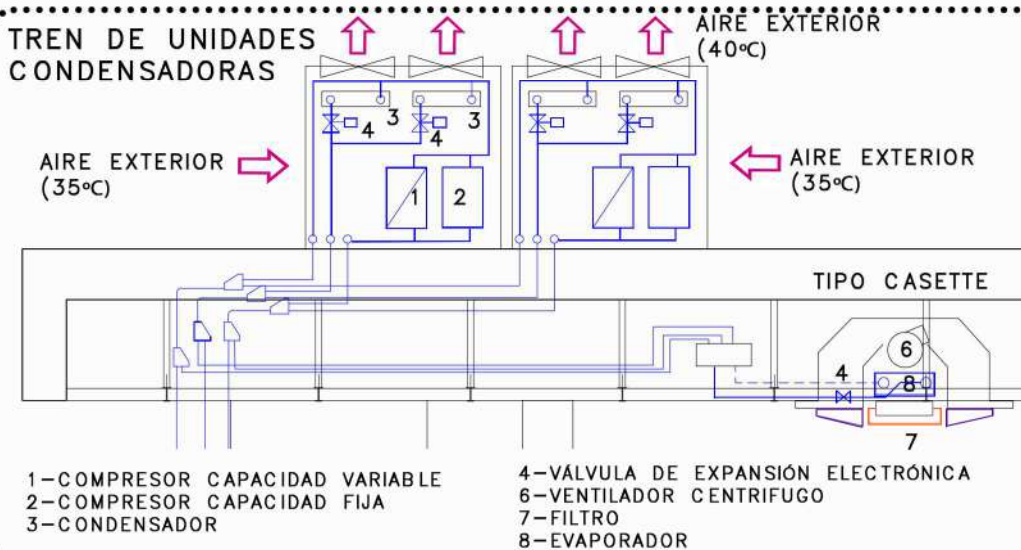 TREN DE UNIDADES
CONDENSADORAS
AIRE EXTERIOR
(40ºC)
3
3
4
4
AIRE EXTERIOR
(35ºC)
1
2
AIRE EXTERIOR
(35ºC)
TIPO CASETTE
6
4
8
7
1-COMPRESOR CAPACIDAD VARIABLE
2-COMPRESOR CAPACIDAD FIJA
3-CONDENSADOR
4-VÁLVULA DE EXPANSIÓN ELECTRÓNICA
6-VENTILADOR CENTRIFUGO
7-FILTRO
8-EVAPORADOR